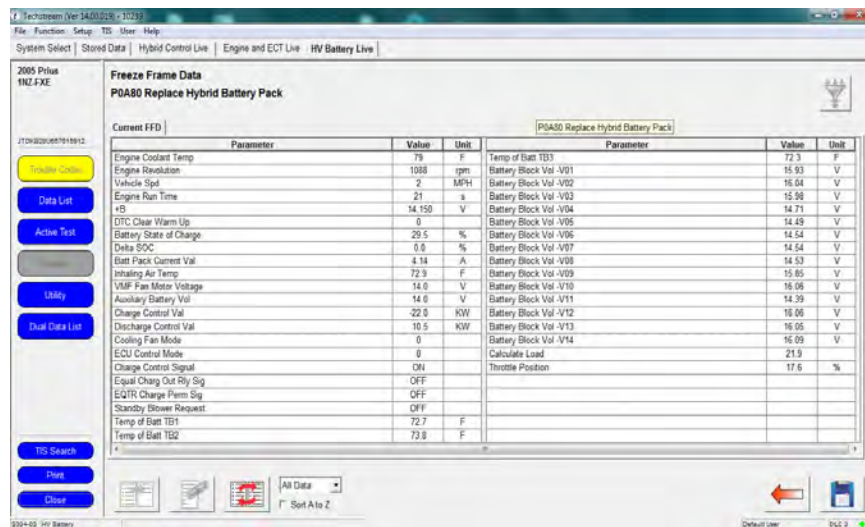 Techstream (Ver 14.00.019) - 10239
File Function Setup TIS User Help
System Select Stored Data Hybrid Control Live Engine and ECT Live HV Battery Live
2005 Prius
1NZ-FXE
Freeze Frame Data
P0A80 Replace Hybrid Battery Pack
Current FFD
P0A80 Replace Hybrid Battery Pack
Parameter Value Unit Parameter Value Unit
Engine Coolant Temp 79 F Temp of Batt TB3 72.3 F
Engine Revolution 1088 rpm Battery Block Vol -V01 15.93 V
Vehicle Spd 2 MPH Battery Block Vol -V02 16.04 V
Engine Run Time 21 s Battery Block Vol -V03 15.98 V
+B 14.150 V Battery Block Vol -V04 14.71 V
DTC Clear Warm Up 0 Battery Block Vol -V05 14.49 V
Battery State of Charge 29.5 % Battery Block Vol -V06 14.54 V
Delta SOC 0.0 % Battery Block Vol -V07 14.54 V
Batt Pack Current Val 4.14 A Battery Block Vol -V08 14.53 V
Inhaling Air Temp 72.9 F Battery Block Vol -V09 15.85 V
VMF Fan Motor Voltage 14.0 V Battery Block Vol -V10 16.06 V
Auxiliary Battery Vol 14.0 V Battery Block Vol -V11 14.39 V
Charge Control Val -22.0 KW Battery Block Vol -V12 16.06 V
Discharge Control Val 10.5 KW Battery Block Vol -V13 16.05 V
Cooling Fan Mode 0 Battery Block Vol -V14 16.09 V
ECU Control Mode 0 Calculate Load 21.9
Charge Control Signal ON Throttle Position 17.6 %
Equal Charg Out Rly Sig OFF
EQTR Charge Perm Sig OFF
Standby Blower Request OFF
Temp of Batt TB1 72.7 F
Temp of Batt TB2 73.8 F
Trouble Codes
Data List
Active Test
Utility
Dual Data List
TIS Search
Print
Close
All Data
Sort A to Z
2004-03 HV Battery Default User DLC 3